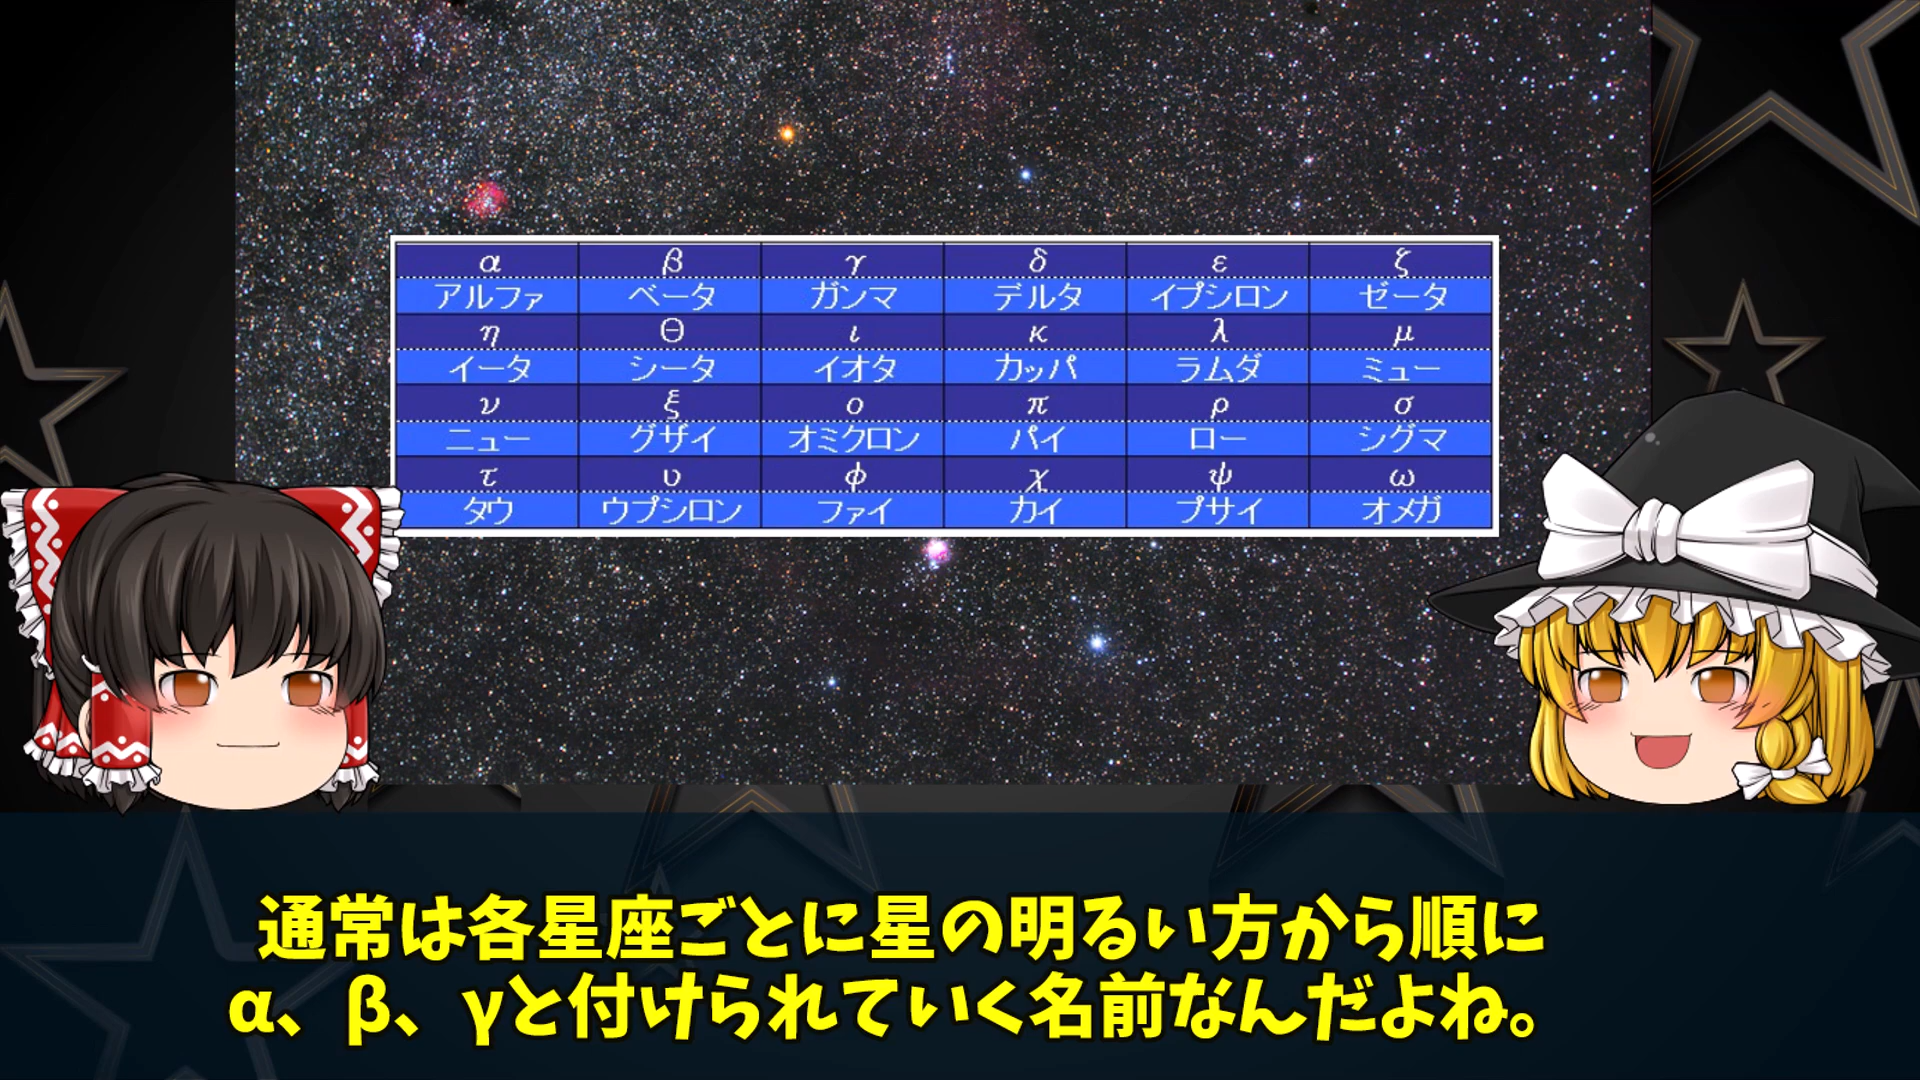 α β γ δ ε ζ
アルファ ベータ ガンマ デルタ イプシロン ゼータ
η Θ ι κ λ μ
イータ シータ イオタ カッパ ラムダ ミュー
ν ξ ο π ρ σ
ニュー グザイ オミクロン パイ ロー シグマ
τ υ φ χ ψ ω
タウ ウプシロン ファイ カイ プサイ オメガ
通常は各星座ごとに星の明るい方から順に
α、β、γと付けられていく名前なんだよね。